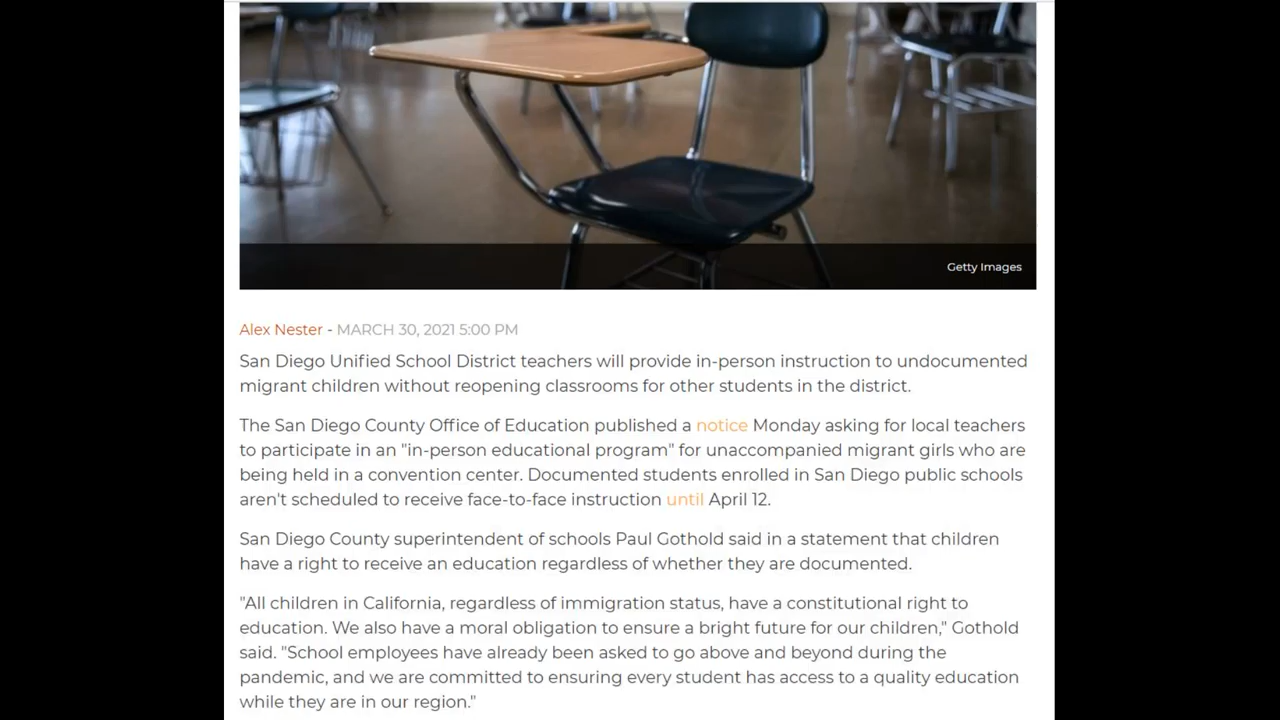 Getty Images
Alex Nester - MARCH 30, 2021 5:00 PM
San Diego Unified School District teachers will provide in-person instruction to undocumented
migrant children without reopening classrooms for other students in the district.
The San Diego County Office of Education published a notice Monday asking for local teachers
to participate in an "in-person educational program" for unaccompanied migrant girls who are
being held in a convention center. Documented students enrolled in San Diego public schools
aren't scheduled to receive face-to-face instruction until April 12.
San Diego County superintendent of schools Paul Gothold said in a statement that children
have a right to receive an education regardless of whether they are documented.
"All children in California, regardless of immigration status, have a constitutional right to
education. We also have a moral obligation to ensure a bright future for our children," Gothold
said. "School employees have already been asked to go above and beyond during the
pandemic, and we are committed to ensuring every student has access to a quality education
while they are in our region."